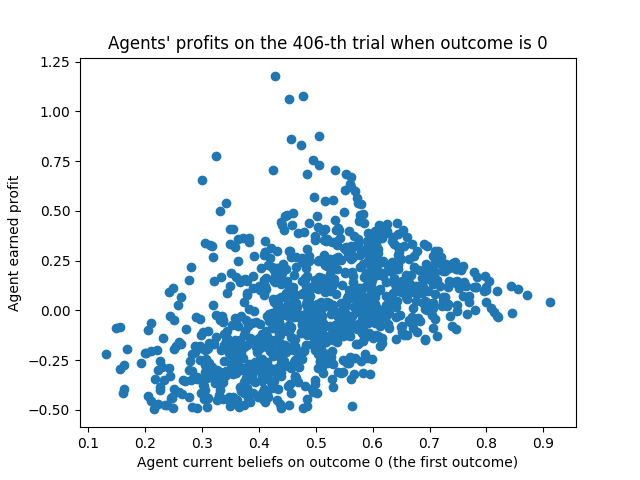 Agents' profits on the 406-th trial when outcome is 0
1.25
1.00
0.75
0.50
0.25
0.00
−0.25
−0.50
Agent earned profit
0.1 0.2 0.3 0.4 0.5 0.6 0.7 0.8 0.9
Agent current beliefs on outcome 0 (the first outcome)